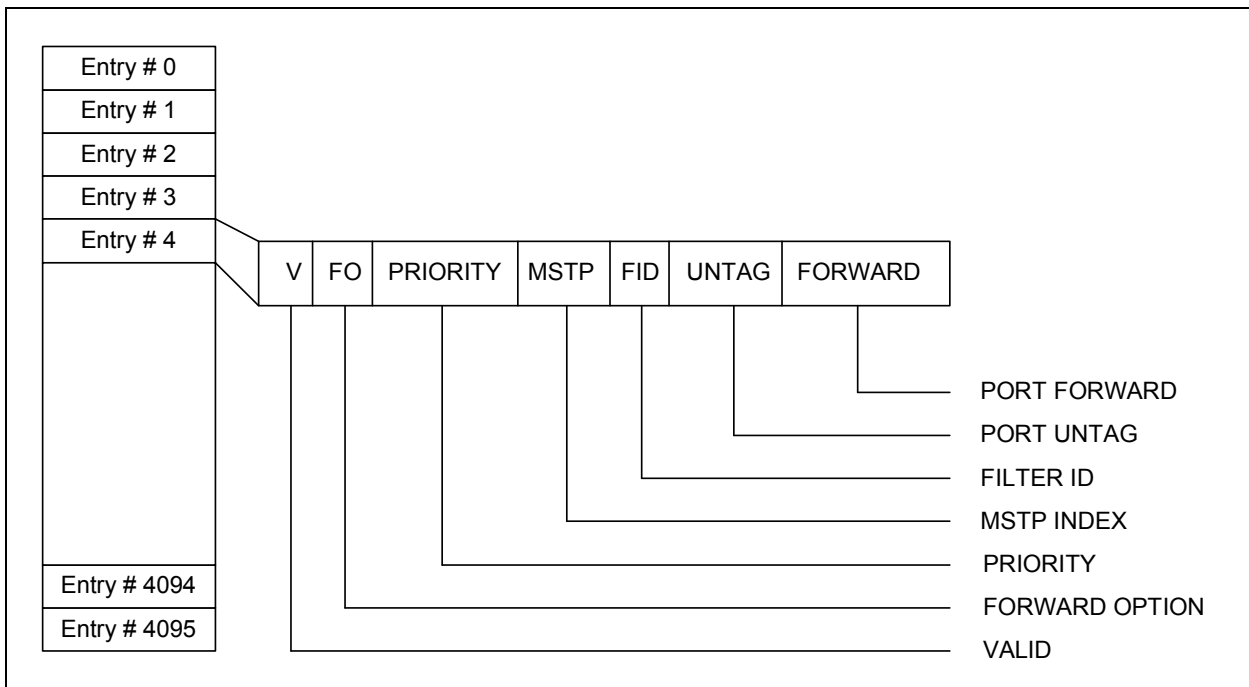 Entry # 0
Entry # 1
Entry # 2
Entry # 3
Entry # 4
V FO PRIORITY MSTP FID UNTAG FORWARD
PORT FORWARD
PORT UNTAG
FILTER ID
MSTP INDEX
PRIORITY
FORWARD OPTION
VALID
Entry # 4094
Entry # 4095